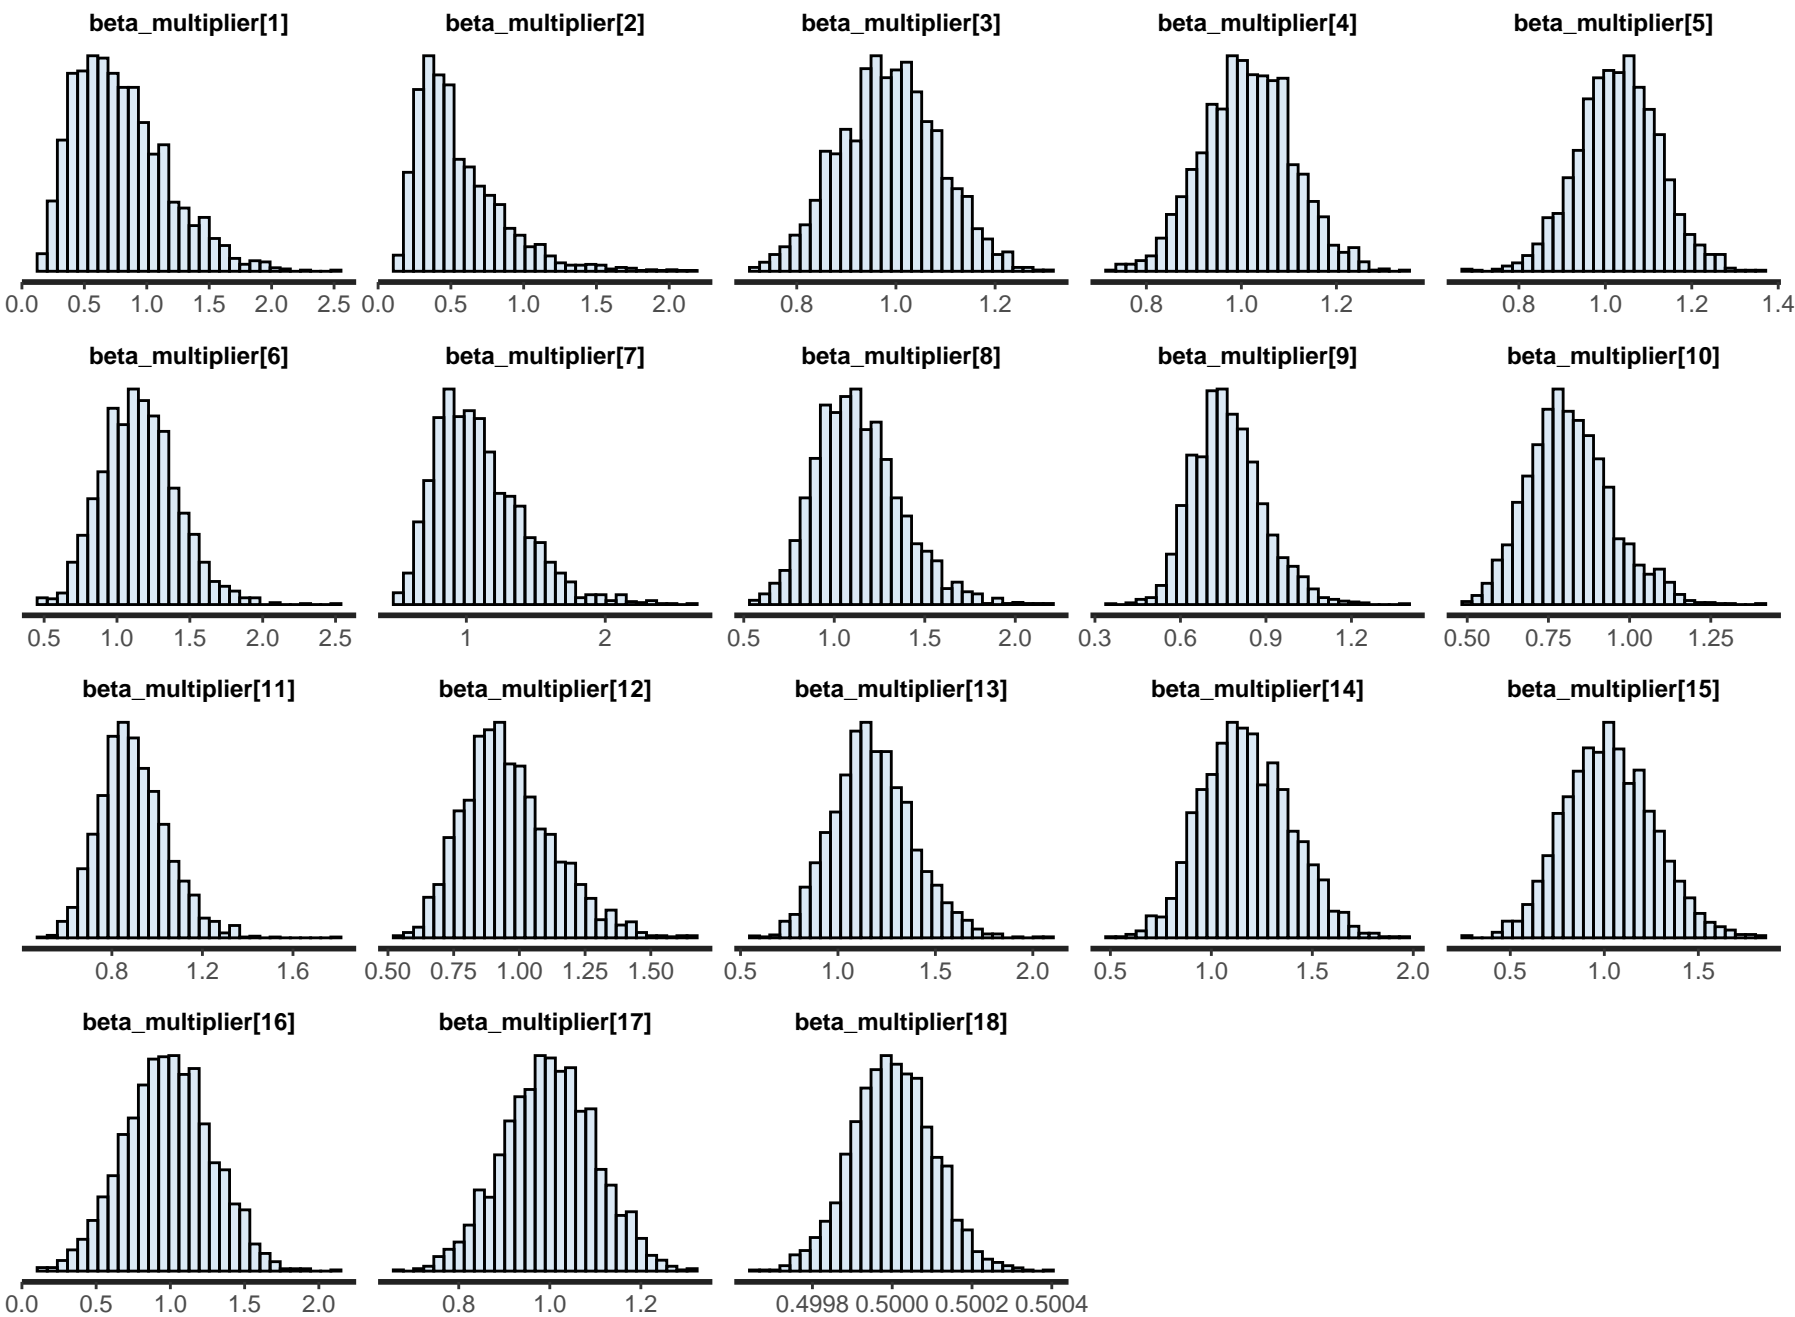 beta_multiplier[1] beta_multiplier[2] beta_multiplier[3] beta_multiplier[4] beta_multiplier[5]
0.0 0.5 1.0 1.5 2.0 2.5 0.0 0.5 1.0 1.5 2.0 0.8 1.0 1.2 0.8 1.0 1.2 0.8 1.0 1.2 1.4
beta_multiplier[6] beta_multiplier[7] beta_multiplier[8] beta_multiplier[9] beta_multiplier[10]
0.5 1.0 1.5 2.0 2.5 1 2 0.5 1.0 1.5 2.0 0.3 0.6 0.9 1.2 0.50 0.75 1.00 1.25
beta_multiplier[11] beta_multiplier[12] beta_multiplier[13] beta_multiplier[14] beta_multiplier[15]
0.8 1.2 1.6 0.50 0.75 1.00 1.25 1.50 0.5 1.0 1.5 2.0 0.5 1.0 1.5 2.0 0.5 1.0 1.5
beta_multiplier[16] beta_multiplier[17] beta_multiplier[18]
0.0 0.5 1.0 1.5 2.0 0.8 1.0 1.2 0.4998 0.5000 0.5002 0.5004